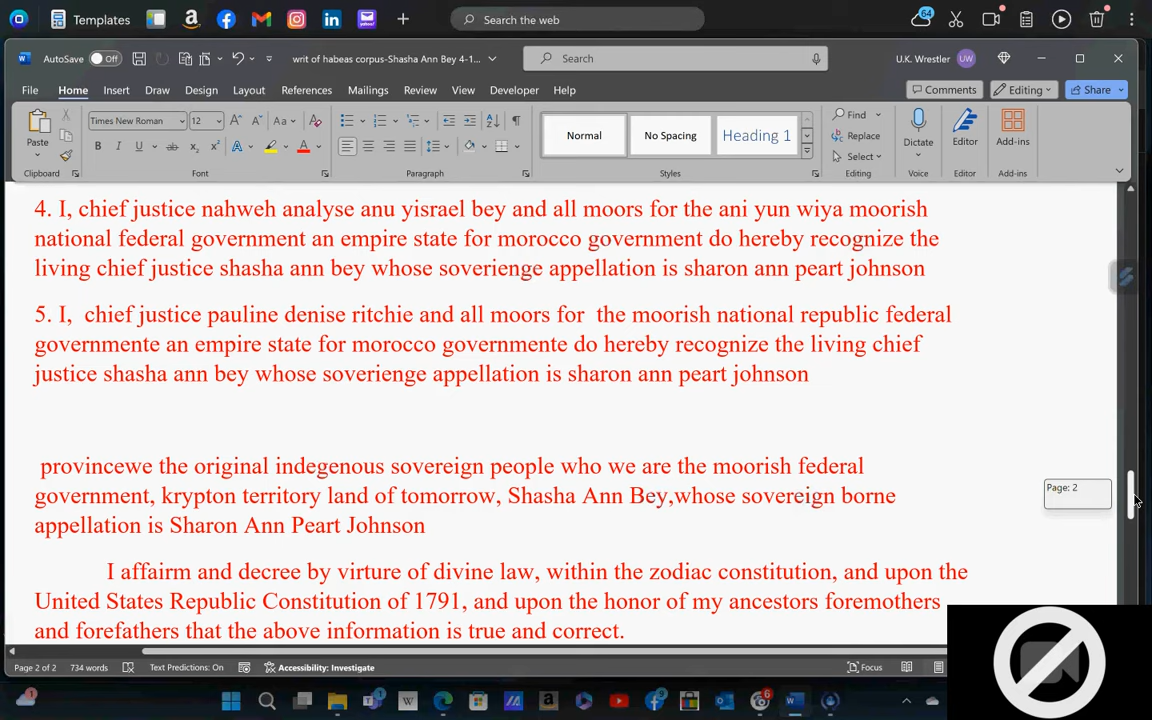 Templates
Search the web
64
AutoSave
Off
writ of habeas corpus-Shasha Ann Bey 4-1...
Search
U.K. Wrestler
UW
File Home Insert Draw Design Layout References Mailings Review View Developer Help
Comments
Editing
Share
Paste
Times New Roman
12
Find
Replace
Select
Normal
No Spacing
Heading 1
Dictate
Editor
Add-ins
Clipboard
Font
Paragraph
Styles
Editing
Voice
Editor
Add-ins
4. I, chief justice nahweh analyse anu yisrael bey and all moors for the ani yun wiya moorish
national federal government an empire state for morocco government do hereby recognize the
living chief justice shasha ann bey whose soverienge appellation is sharon ann peart johnson
5. I, chief justice pauline denise ritchie and all moors for the moorish national republic federal
governmente an empire state for morocco governmente do hereby recognize the living chief
justice shasha ann bey whose soverienge appellation is sharon ann peart johnson
provincewe the original indegenous sovereign people who we are the moorish federal
government, krypton territory land of tomorrow, Shasha Ann Bey,whose sovereign borne
appellation is Sharon Ann Peart Johnson
I affairm and decree by virture of divine law, within the zodiac constitution, and upon the
United States Republic Constitution of 1791, and upon the honor of my ancestors foremothers
and forefathers that the above information is true and correct.
Page: 2
Page 2 of 2
734 words
Text Predictions: On
Accessibility: Investigate
Focus